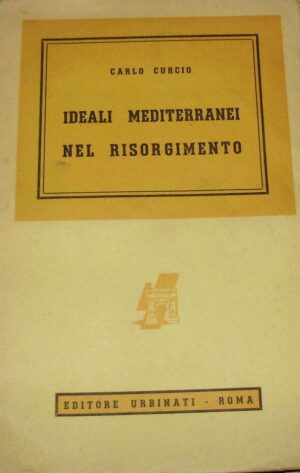 CARLO CURCIO
IDEALI MEDITERRANEI
NEL RISORGIMENTO
EDITORE URBINATI - ROMA